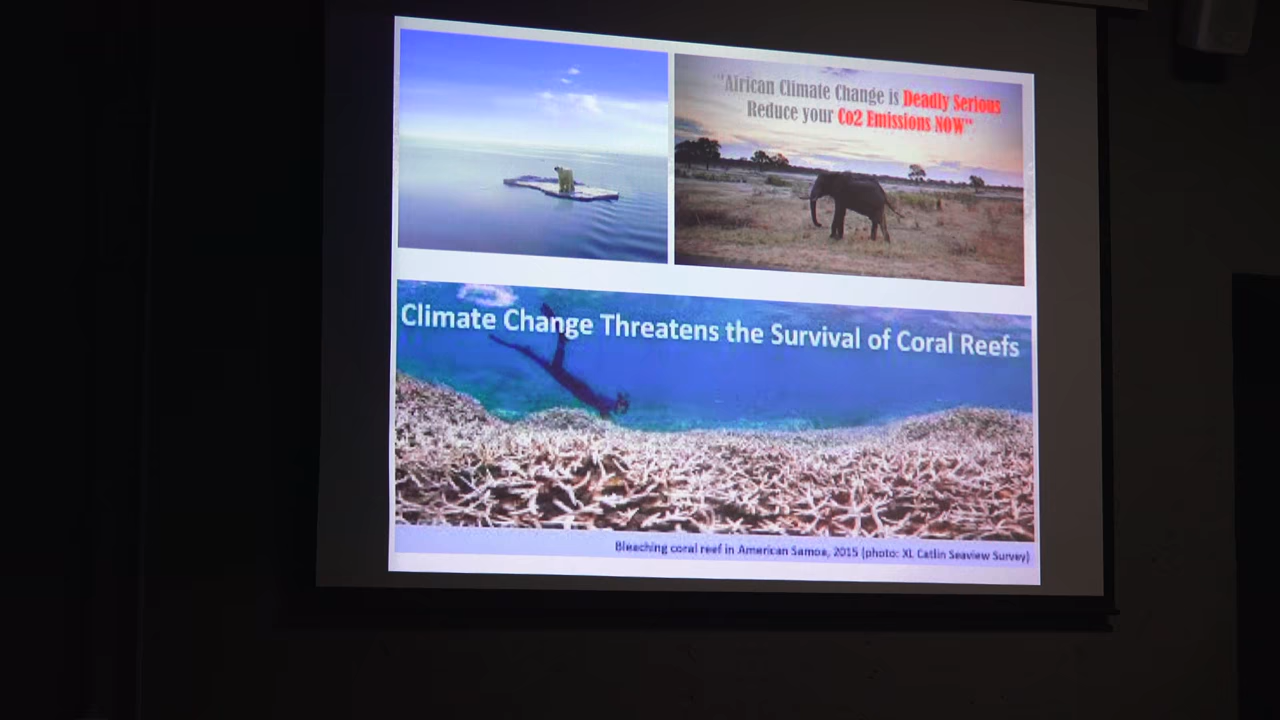 "African Climate Change is Deadly Serious
Reduce your Co2 Emissions NOW"
Climate Change Threatens the Survival of Coral Reefs
Bleaching coral reef in American Samoa, 2015 (photo: XL Catlin Seaview Survey)